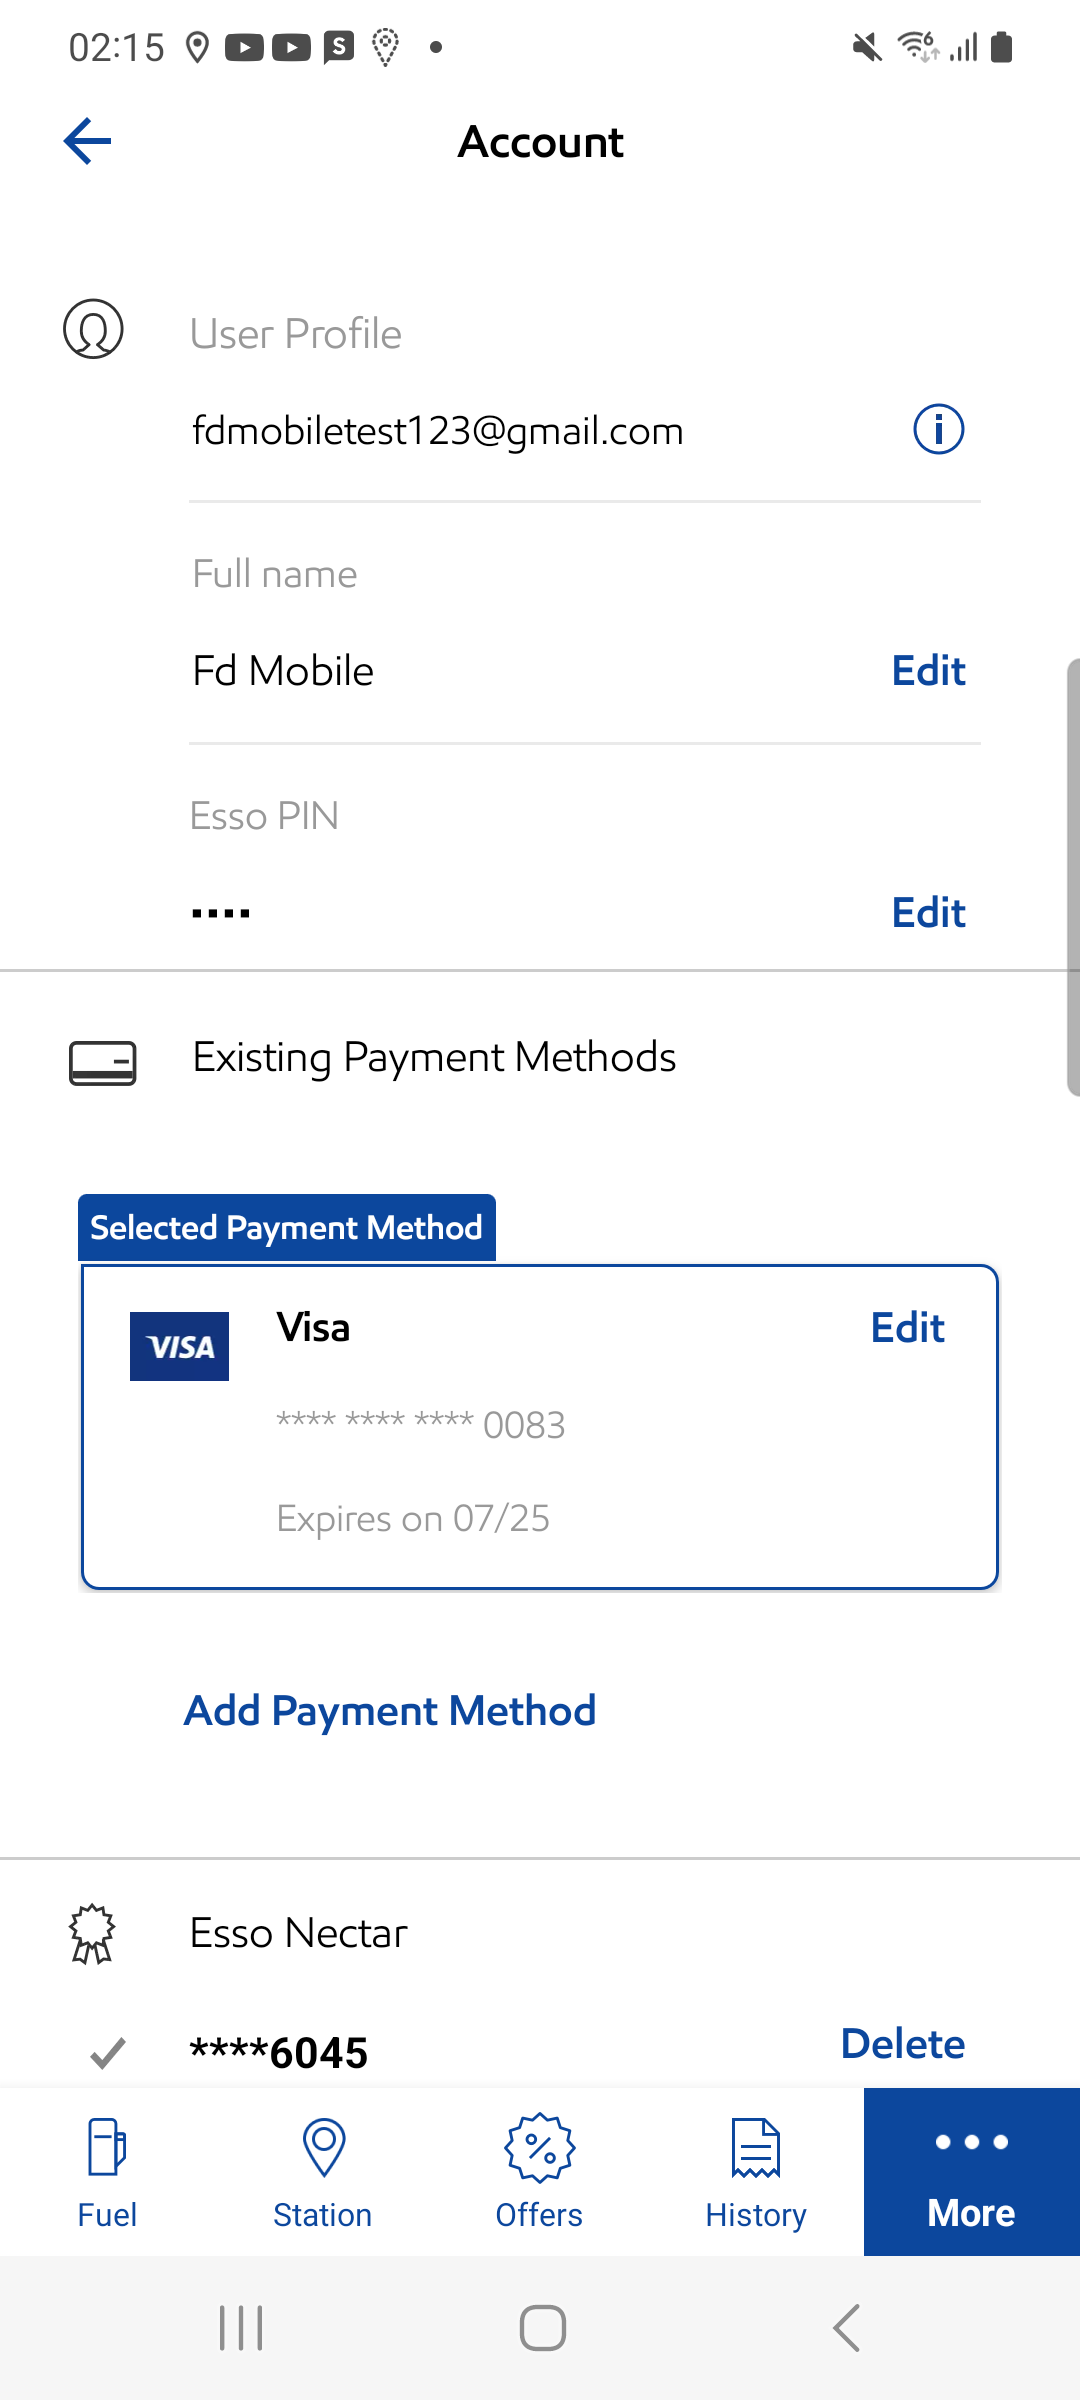 02:15
Account
User Profile
fdmobiletest123@gmail.com
Full name
Fd Mobile
Edit
Esso PIN
••••
Edit
Existing Payment Methods
Selected Payment Method
VISA
Visa
Edit
**** **** **** 0083
Expires on 07/25
Add Payment Method
Esso Nectar
****6045
Delete
Fuel
Station
Offers
History
More